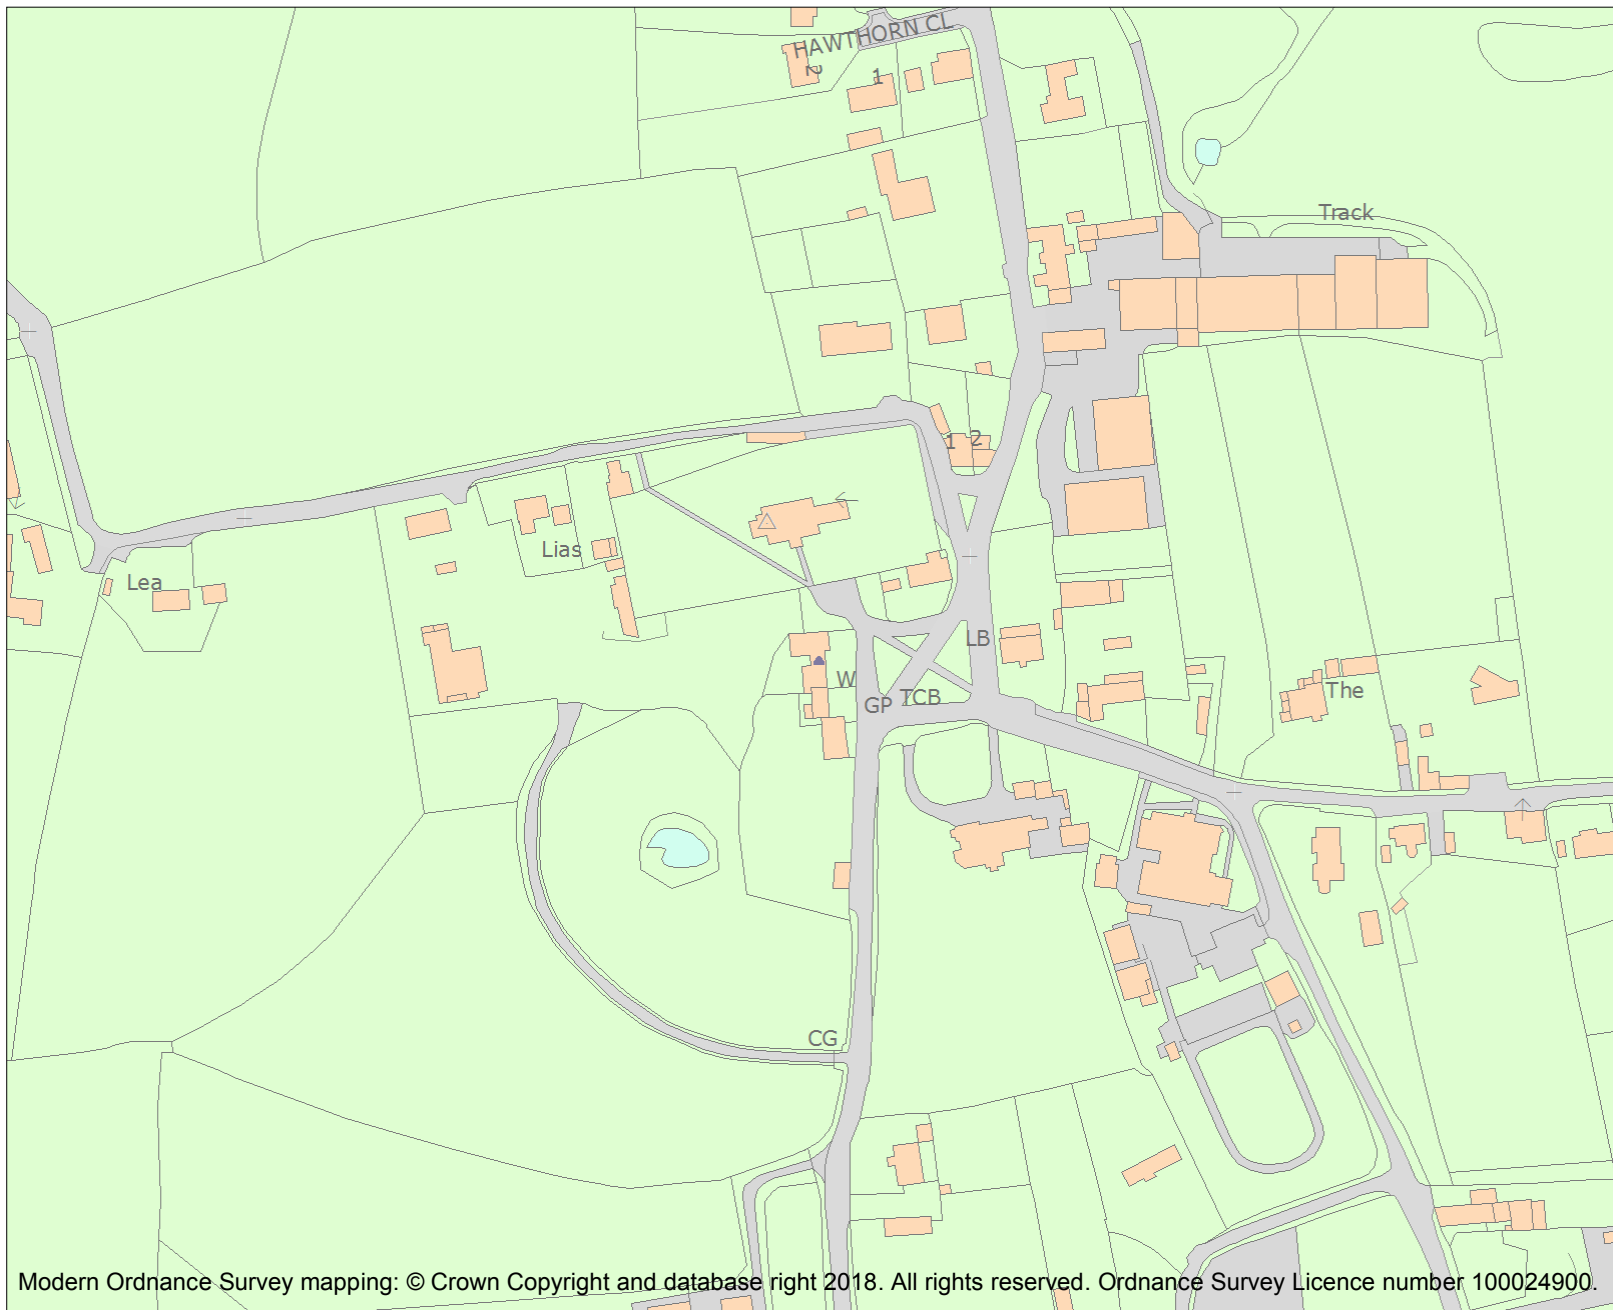 HAWTHORN CL
2
1
Track
1 2
Lias
Lea
LB
W
The
GP TCB
CG
Modern Ordnance Survey mapping: © Crown Copyright and database right 2018. All rights reserved. Ordnance Survey Licence number 100024900.